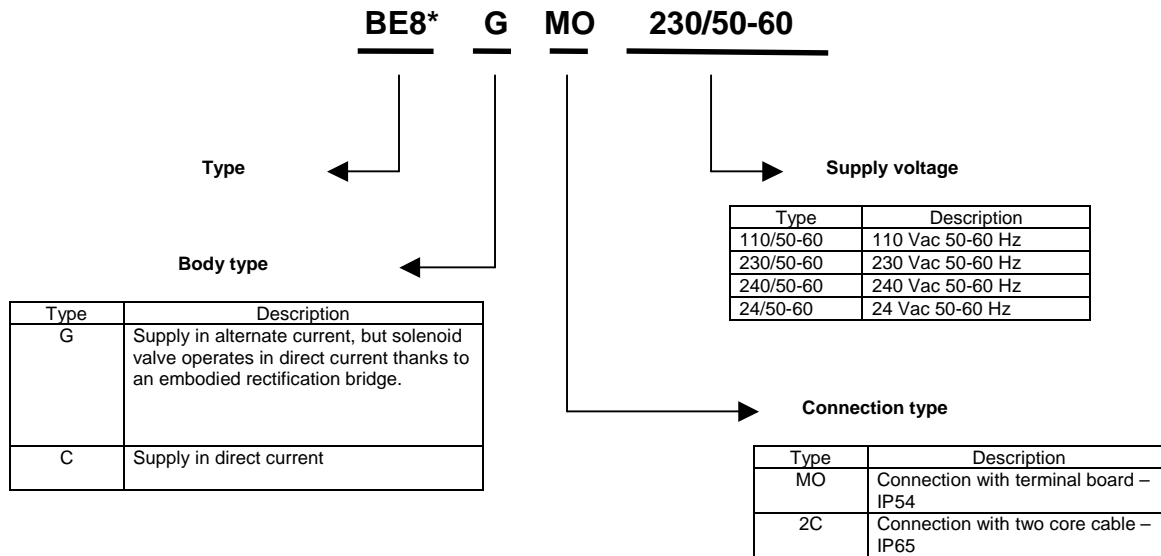 BE8* G MO 230/50-60
Type
Supply voltage
Type Description
110/50-60 110 Vac 50-60 Hz
230/50-60 230 Vac 50-60 Hz
240/50-60 240 Vac 50-60 Hz
24/50-60 24 Vac 50-60 Hz
Body type
Type Description
G Supply in alternate current, but solenoid
valve operates in direct current thanks to
an embodied rectification bridge.
C Supply in direct current
Connection type
Type Description
MO Connection with terminal board –
IP54
2C Connection with two core cable –
IP65